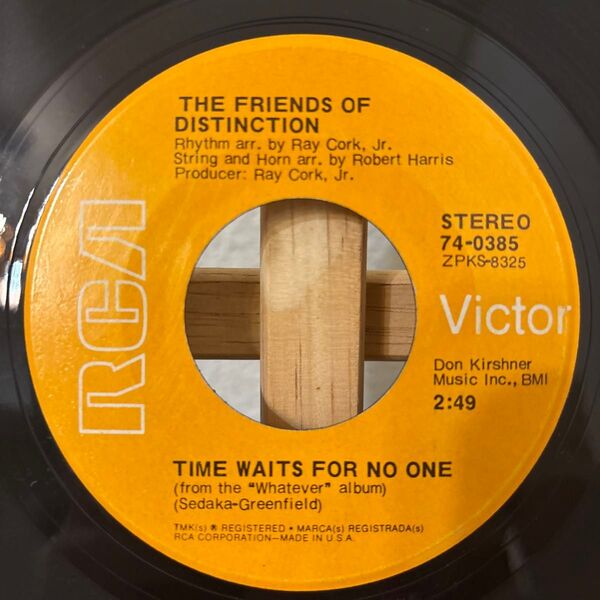 THE FRIENDS OF
DISTINCTION
Rhythm arr. by Ray Cork, Jr.
String and Horn arr. by Robert Harris
Producer: Ray Cork, Jr.
RCA
STEREO
74-0385
ZPKS-8325
Victor
Don Kirshner
Music Inc., BMI
2:49
TIME WAITS FOR NO ONE
(from the "Whatever" album)
(Sedaka-Greenfield)
TMK(s) ® REGISTERED • MARCA(s) REGISTRADA(s)
RCA CORPORATION—MADE IN U.S.A.